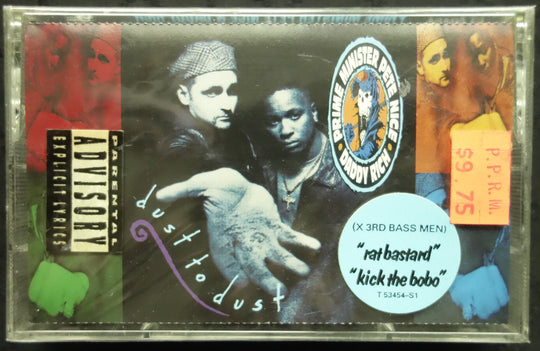 PRIME MINISTER PETE NICE
DADDY RICH
PARENTAL
ADVISORY
EXPLICIT LYRICS
dust to dust
P.P.R.M.
$9.75
(X 3RD BASS MEN)
"rat bastard"
"kick the bobo"
T 53454-S1